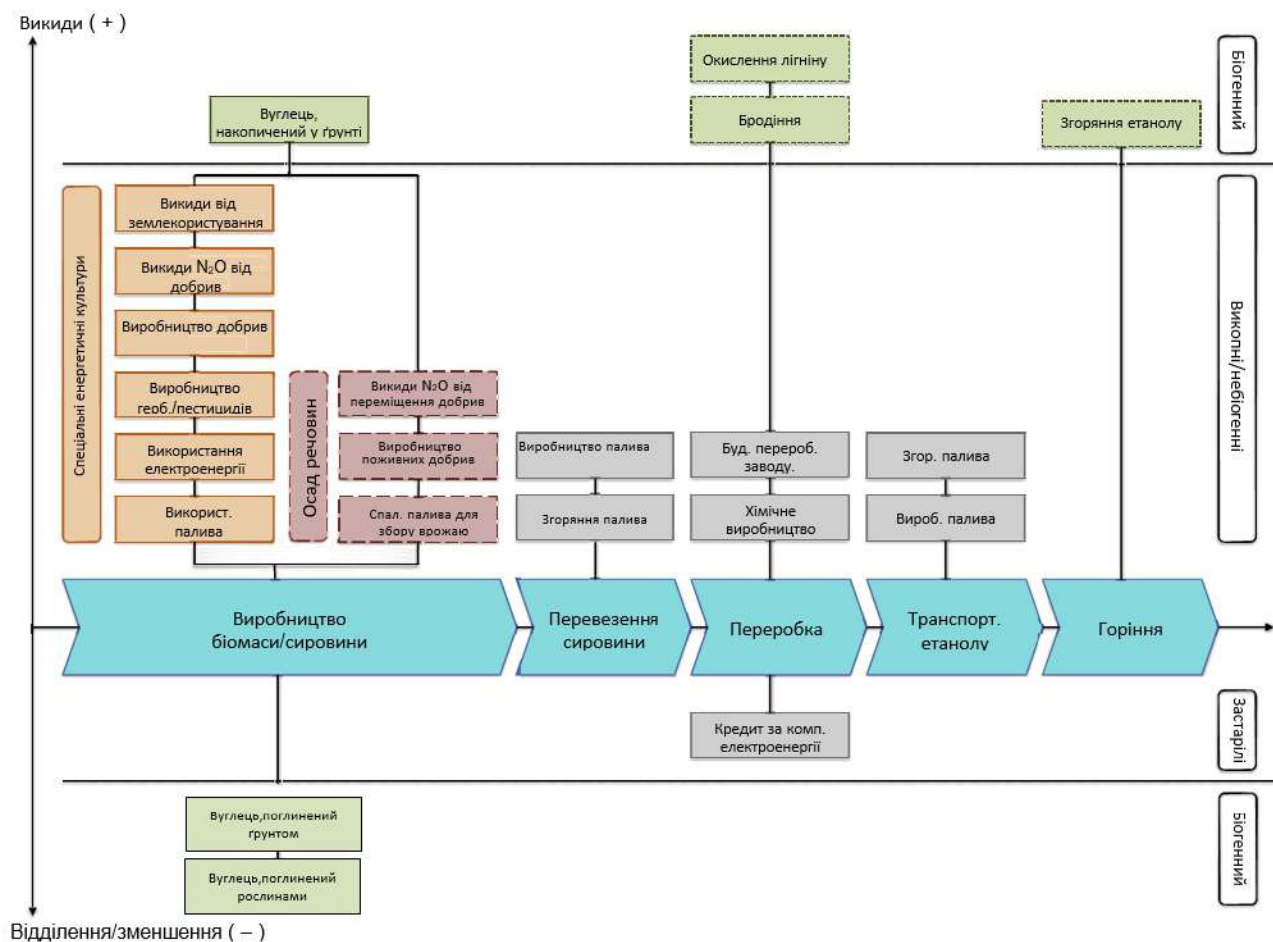 Викиди ( + )
Окислення лігніну
Бродіння
Вуглець,
накопичений у ґрунті
Згоряння етанолу
Біогенний
Спеціальні енергетичні культури
Викиди від
землекористування
Викиди N₂O від
добрив
Виробництво добрив
Виробництво
герб./пестицидів
Використання
електроенергії
Використ.
палива
Осад речовин
Викиди N₂O від
переміщення добрив
Виробництво
поживних добрив
Спал. палива для
збору врожаю
Виробництво палива
Згоряння палива
Буд. перероб.
заводу.
Хімічне
виробництво
Згор. палива
Вироб. палива
Викопні/небіогенні
Виробництво
біомаси/сировини
Перевезення
сировини
Переробка
Транспорт.
етанолу
Горіння
Кредит за комп.
електроенергії
Застарілі
Вуглець,поглинений
ґрунтом
Вуглець,поглинений
рослинами
Біогенний
Відділення/зменшення ( – )